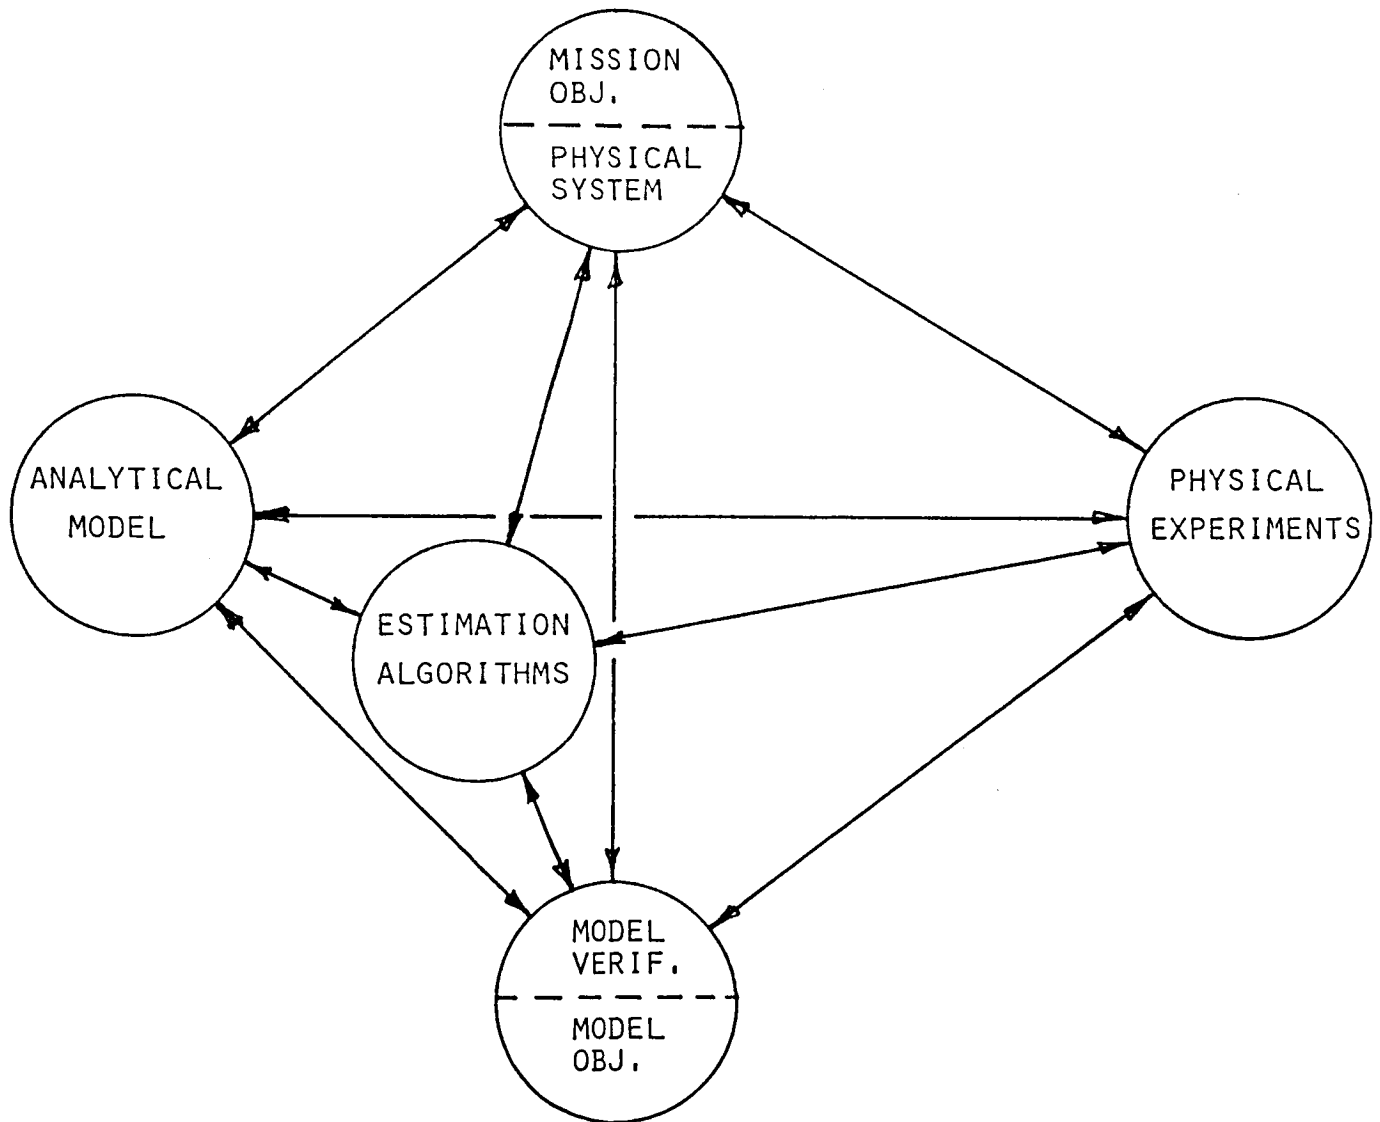 MISSION
OBJ.
PHYSICAL
SYSTEM
ANALYTICAL
MODEL
PHYSICAL
EXPERIMENTS
ESTIMATION
ALGORITHMS
MODEL
VERIF.
MODEL
OBJ.